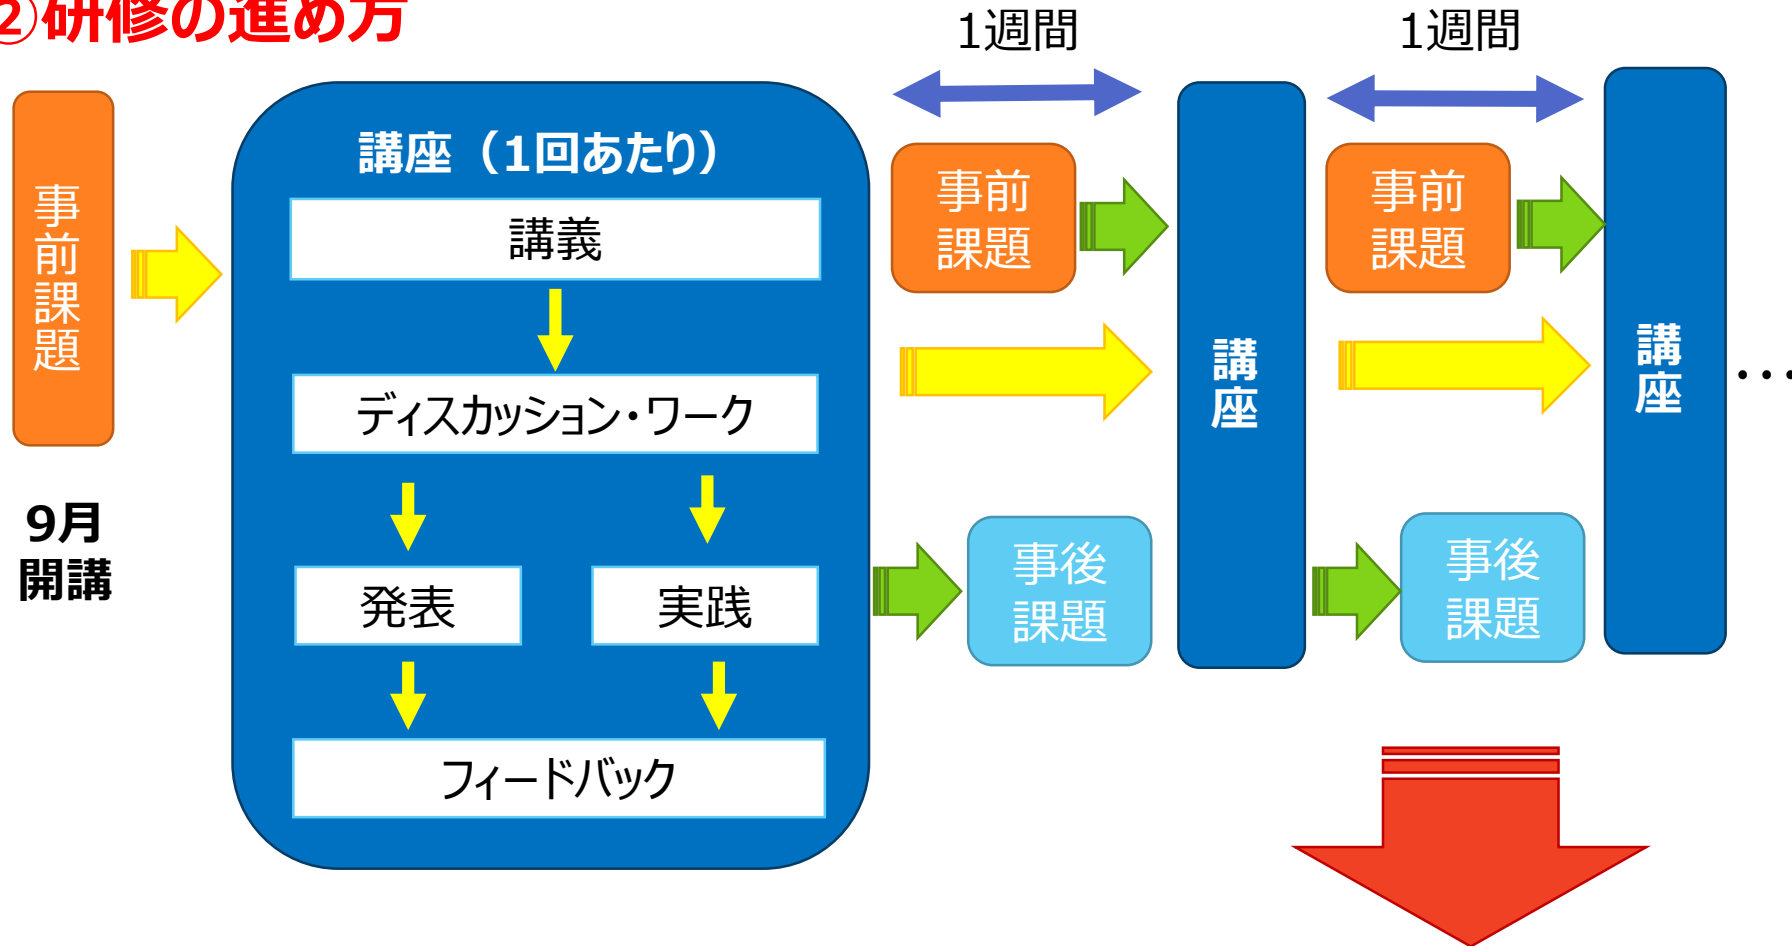 ②研修の進め方
1週間
1週間
事前課題
9月
開講
講座（1回あたり）
講義
ディスカッション・ワーク
発表
実践
フィードバック
事前
課題
事後
課題
講座
事前
課題
事後
課題
講座
…